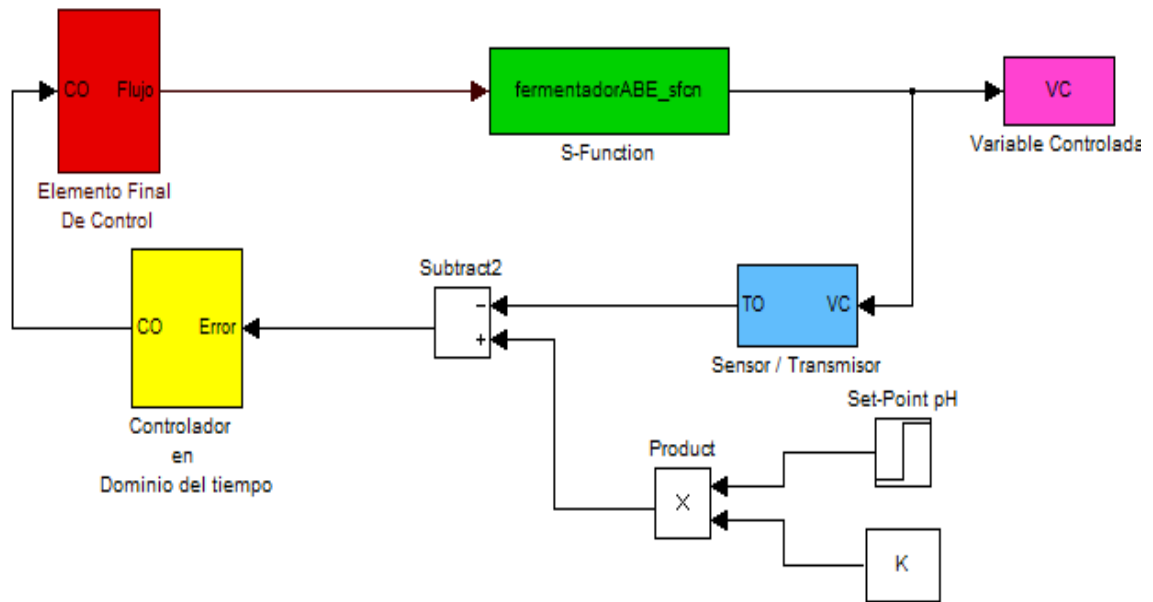 CO Flujo
Elemento Final
De Control
fermentadorABE_sfcn
S-Function
VC
Variable Controlada
CO Error
Controlador
en
Dominio del tiempo
Subtract2
−
+
TO VC
Sensor / Transmisor
Set-Point pH
Product
X
K